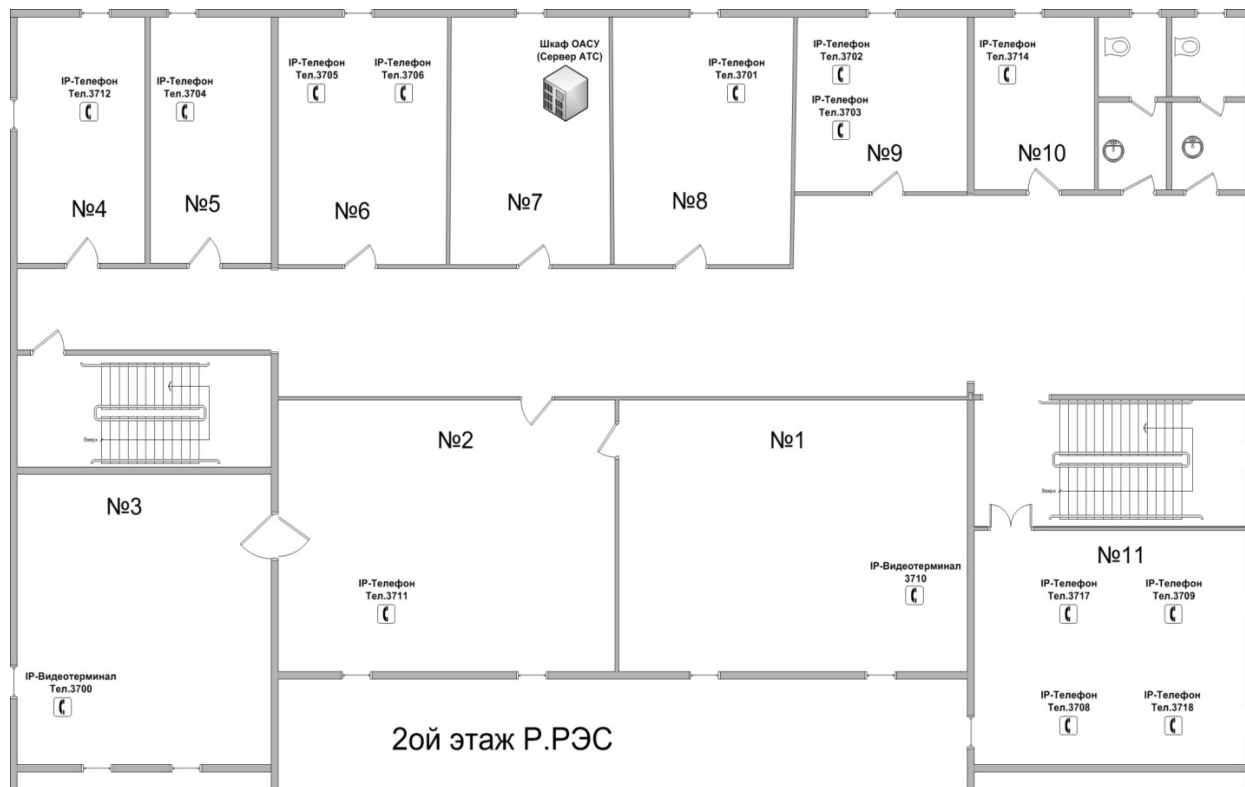 Шкаф ОАСУ
(Сервер АТС)
IP-Телефон
Тел.3712
IP-Телефон
Тел.3704
IP-Телефон
Тел.3705
IP-Телефон
Тел.3706
IP-Телефон
Тел.3701
IP-Телефон
Тел.3702
IP-Телефон
Тел.3703
IP-Телефон
Тел.3714
№4
№5
№6
№7
№8
№9
№10
Вверх
№2
№1
Вверх
№3
№11
IP-Телефон
Тел.3711
IP-Видеотерминал
3710
IP-Телефон
Тел.3717
IP-Телефон
Тел.3709
IP-Видеотерминал
Тел.3700
IP-Телефон
Тел.3708
IP-Телефон
Тел.3718
2ой этаж Р.РЭС